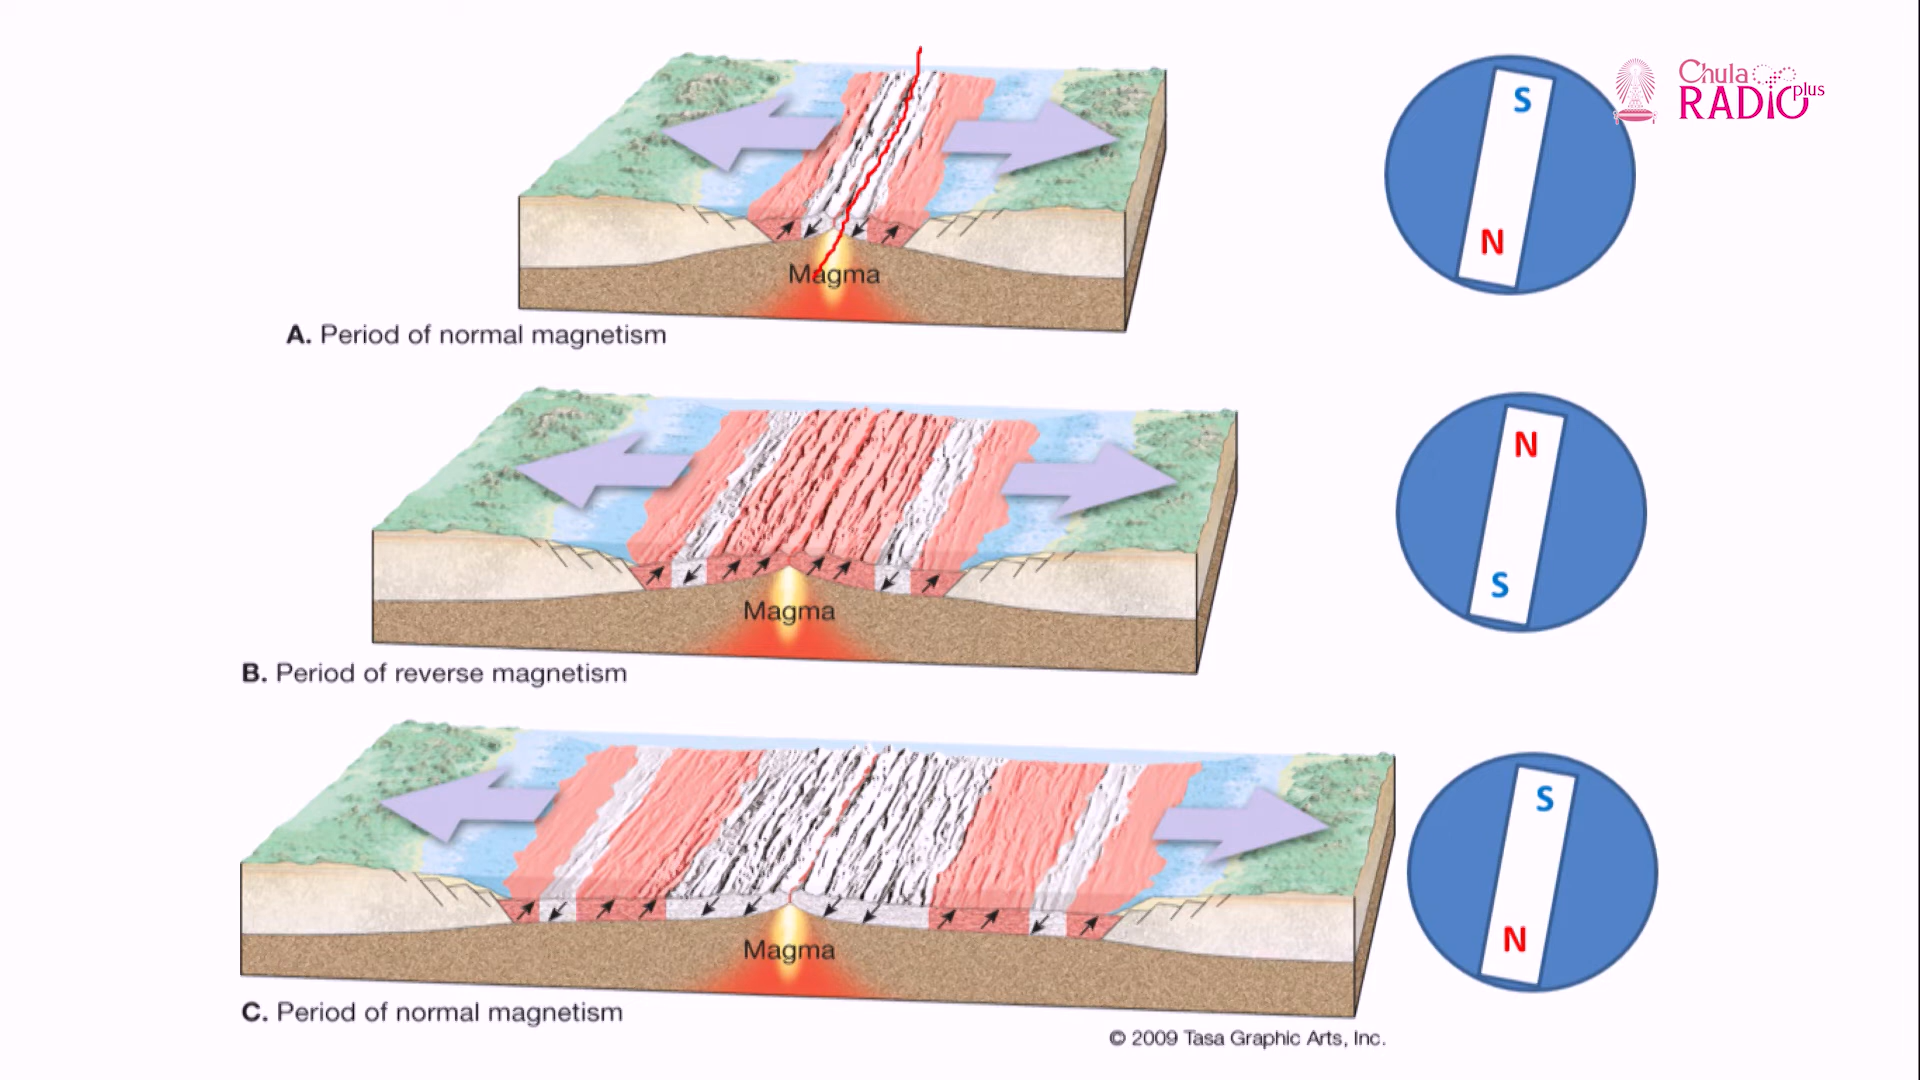 Chula
RADIO plus
S
N
Magma
A. Period of normal magnetism
N
S
Magma
B. Period of reverse magnetism
S
N
Magma
C. Period of normal magnetism
© 2009 Tasa Graphic Arts, Inc.